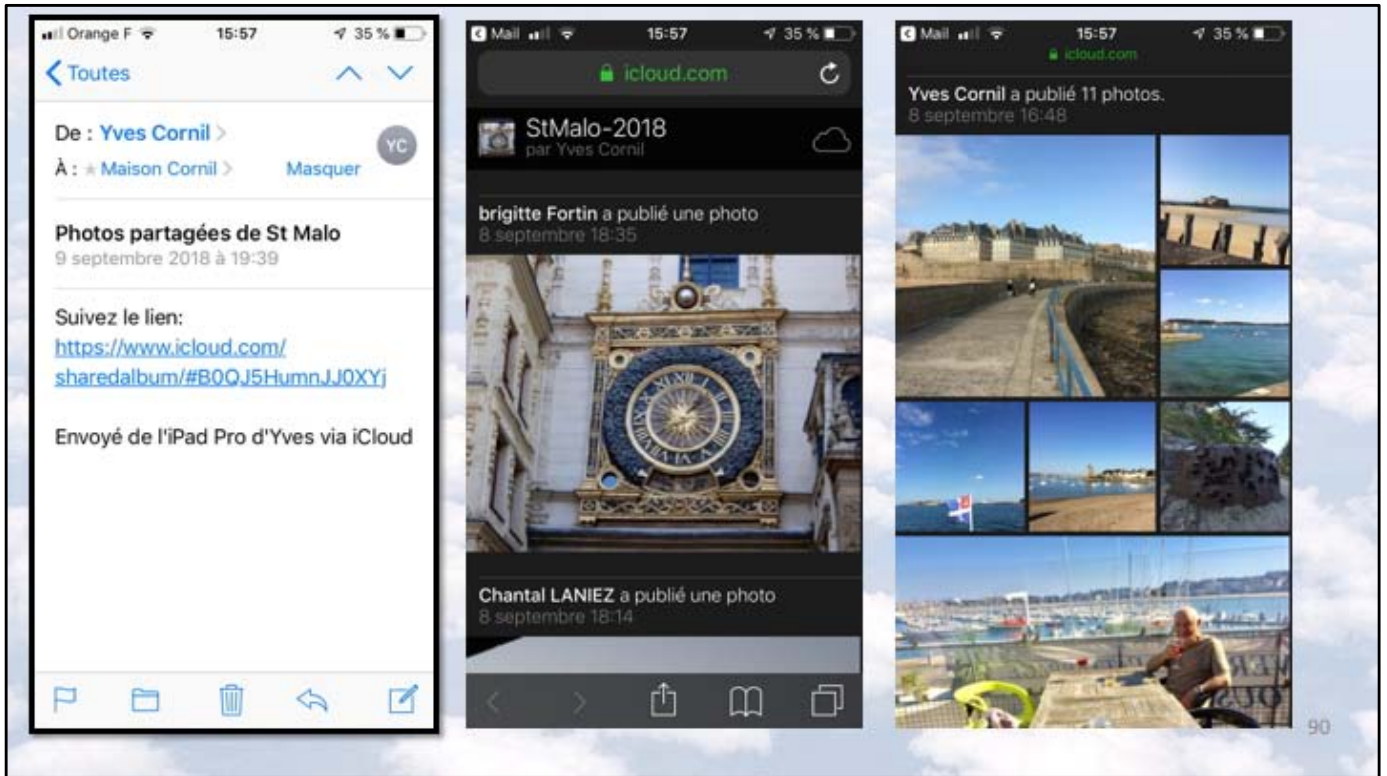 Orange F 15:57 35 %
Toutes
De : Yves Cornil
YC
À : Maison Cornil Masquer
Photos partagées de St Malo
9 septembre 2018 à 19:39
Suivez le lien:
https://www.icloud.com/
sharedalbum/#B0QJ5HumnJJ0XYj
Envoyé de l'iPad Pro d'Yves via iCloud
Mail 15:57 35 %
icloud.com
StMalo-2018
par Yves Cornil
brigitte Fortin a publié une photo
8 septembre 18:35
Chantal LANIEZ a publié une photo
8 septembre 18:14
Mail 15:57 35 %
icloud.com
Yves Cornil a publié 11 photos.
8 septembre 16:48
90